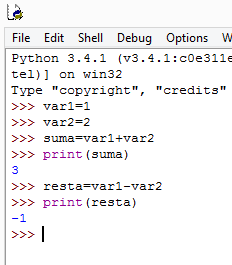 File Edit Shell Debug Options W
Python 3.4.1 (v3.4.1:c0e311e
tel)] on win32
Type "copyright", "credits"
>>> var1=1
>>> var2=2
>>> suma=var1+var2
>>> print(suma)
3
>>> resta=var1-var2
>>> print(resta)
-1
>>>